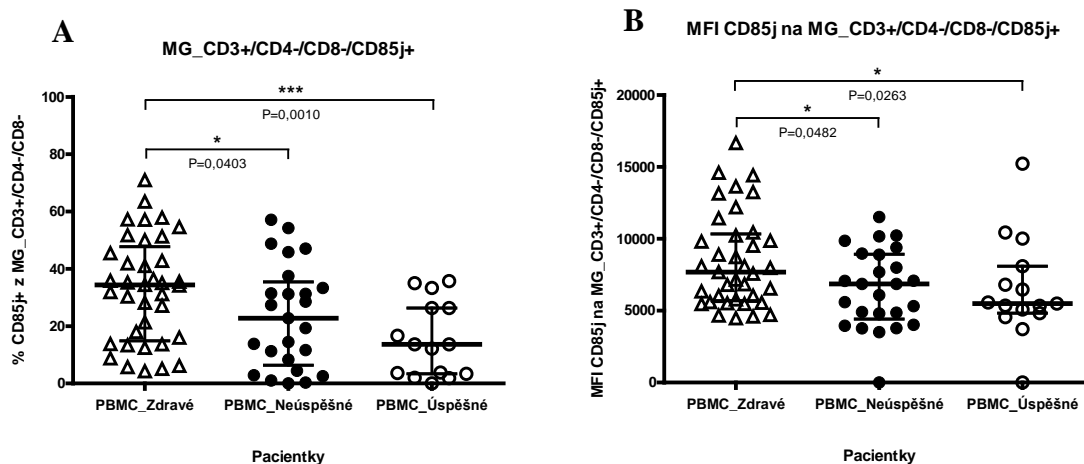 A
MG_CD3+/CD4-/CD8-/CD85j+
% CD85j+ z MG_CD3+/CD4-/CD8-
100
80
60
40
20
0
***
P=0,0010
*
P=0,0403
PBMC_Zdravé PBMC_Neúspěšné PBMC_Úspěšné
Pacientky
B
MFI CD85j na MG_CD3+/CD4-/CD8-/CD85j+
MFI CD85j na MG_CD3+/CD4-/CD8-/CD85j+
20000
15000
10000
5000
0
*
P=0,0263
*
P=0,0482
PBMC_Zdravé PBMC_Neúspěšné PBMC_Úspěšné
Pacientky